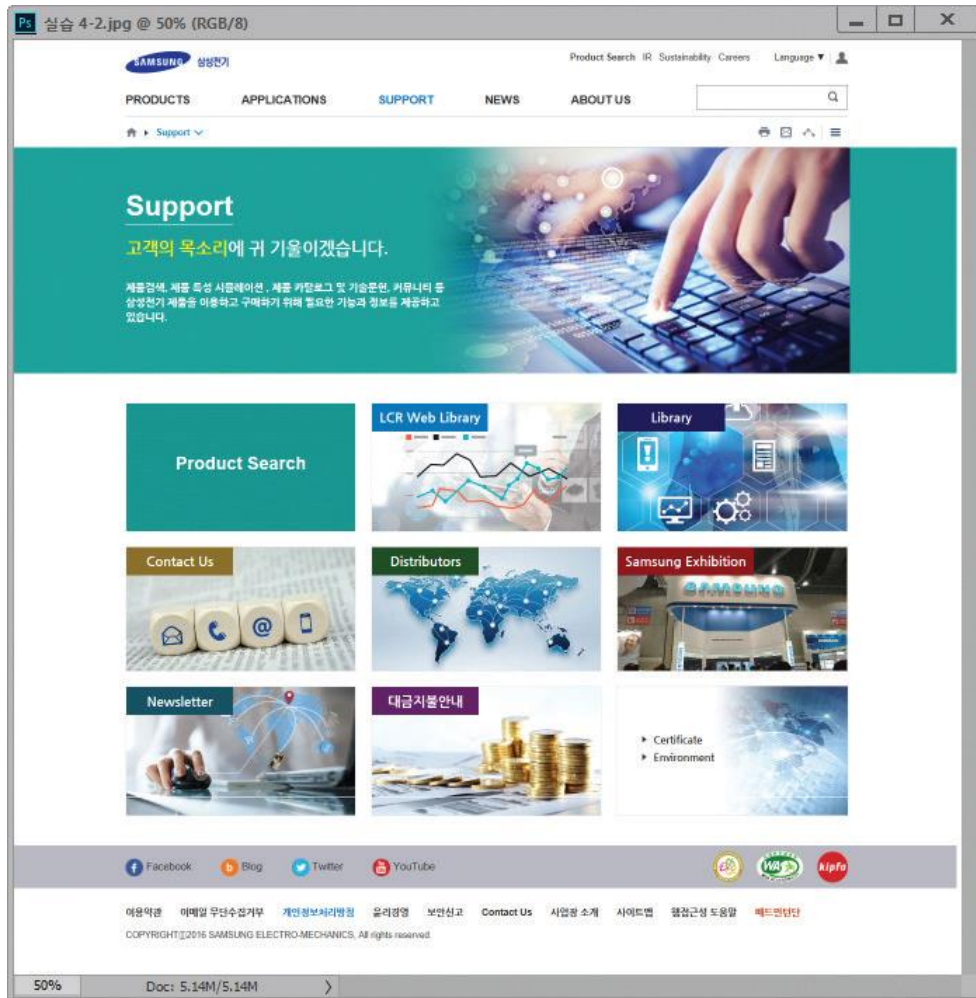 Ps 실습 4-2.jpg @ 50% (RGB/8)
SAMSUNG 삼성전기
Product Search IR Sustainability Careers Language ▼
PRODUCTS APPLICATIONS SUPPORT NEWS ABOUT US
Support
Support
고객의 목소리에 귀 기울이겠습니다.
제품검색, 제품 특성 시뮬레이션, 제품 카탈로그 및 기술문헌, 커뮤니티 등
삼성전기 제품을 이용하고 구매하기 위해 필요한 기능과 정보를 제공하고
있습니다.
Product Search
LCR Web Library
Library
Contact Us
@
Distributors
Samsung Exhibition
SAMSUNG
Newsletter
대금지불안내
Certificate
Environment
Facebook Blog Twitter YouTube
WA kipfa
이용약관 이메일 무단수집거부 개인정보처리방침 윤리경영 보안신고 Contact Us 사업장 소개 사이트맵 웹접근성 도움말 배드민턴단
COPYRIGHTⓒ2016 SAMSUNG ELECTRO-MECHANICS, All rights reserved.
50% Doc: 5.14M/5.14M